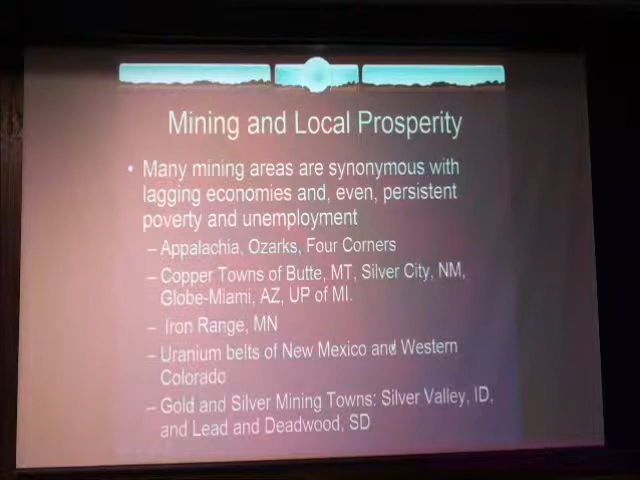 Mining and Local Prosperity
• Many mining areas are synonymous with
lagging economies and, even, persistent
poverty and unemployment
– Appalachia, Ozarks, Four Corners
– Copper Towns of Butte, MT, Silver City, NM,
Globe-Miami, AZ, UP of MI.
– Iron Range, MN
– Uranium belts of New Mexico and Western
Colorado
– Gold and Silver Mining Towns: Silver Valley, ID,
and Lead and Deadwood, SD